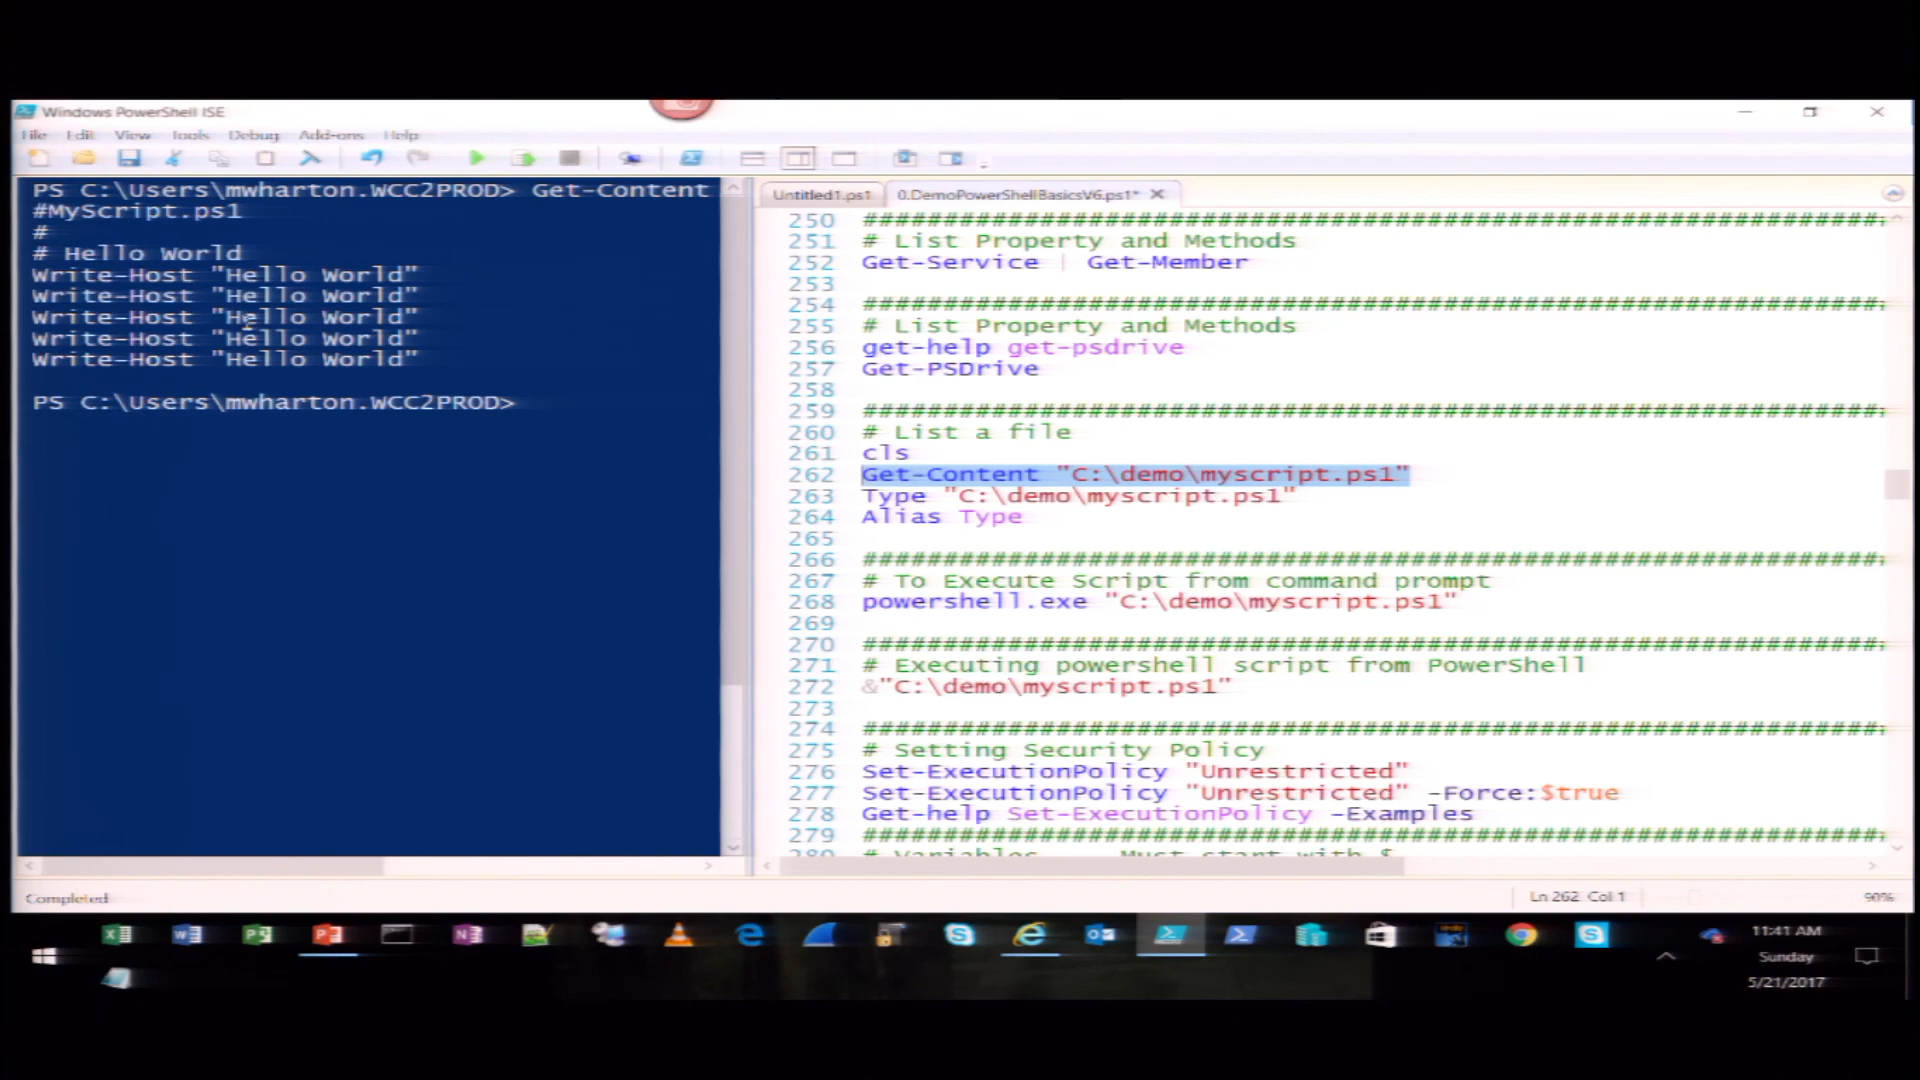 Windows PowerShell ISE
File Edit View Tools Debug Add-ons Help
PS C:\Users\mwharton.WCC2PROD> Get-Content
#MyScript.ps1
#
# Hello World
Write-Host "Hello World"
Write-Host "Hello World"
Write-Host "Hello World"
Write-Host "Hello World"
Write-Host "Hello World"
PS C:\Users\mwharton.WCC2PROD>
Untitled1.ps1 0.DemoPowerShellBasicsV6.ps1*
250 ################################################################
251 # List Property and Methods
252 Get-Service | Get-Member
253
254 ################################################################
255 # List Property and Methods
256 get-help get-psdrive
257 Get-PSDrive
258
259 ################################################################
260 # List a file
261 cls
262 Get-Content "C:\demo\myscript.ps1"
263 Type "C:\demo\myscript.ps1"
264 Alias Type
265
266 ################################################################
267 # To Execute Script from command prompt
268 powershell.exe "C:\demo\myscript.ps1"
269
270 ################################################################
271 # Executing powershell script from PowerShell
272 &"C:\demo\myscript.ps1"
273
274 ################################################################
275 # Setting Security Policy
276 Set-ExecutionPolicy "Unrestricted"
277 Set-ExecutionPolicy "Unrestricted" -Force:$true
278 Get-help Set-ExecutionPolicy -Examples
279 ################################################################
280 # Variables Must start with $
Completed
Ln 262 Col 1
90%
11:41 AM
Sunday
5/21/2017